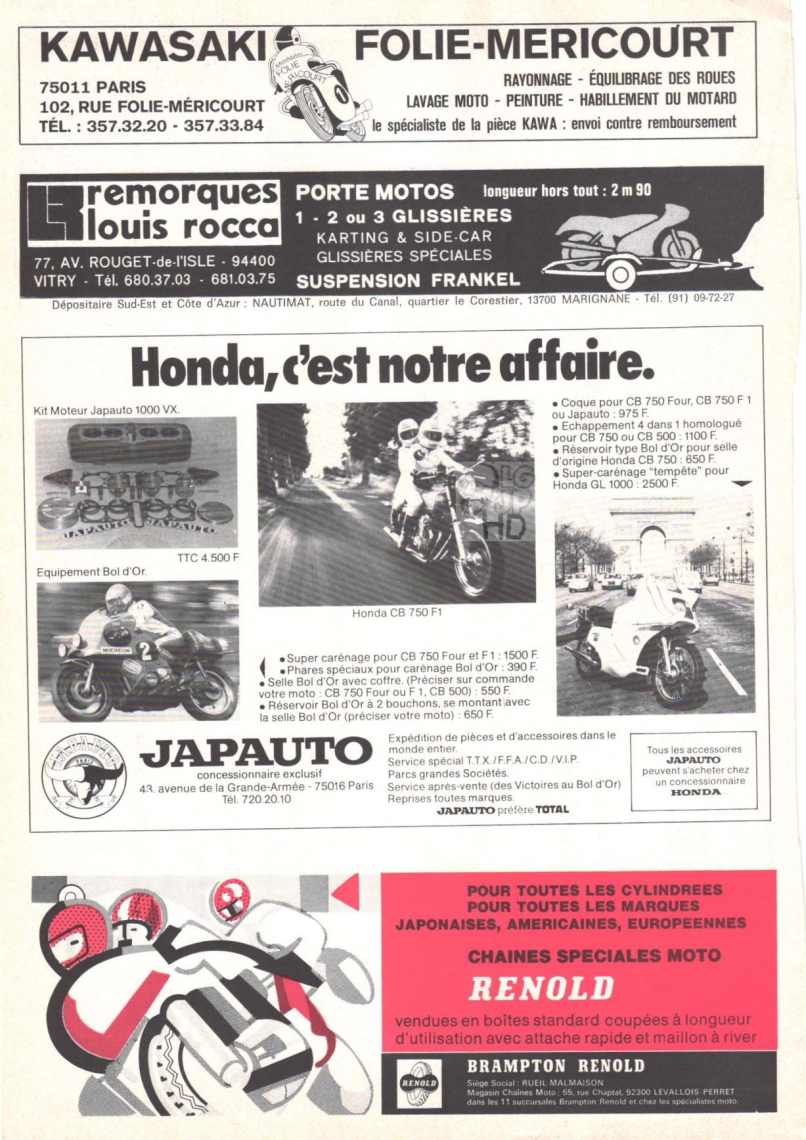 KAWASAKI FOLIE-MERICOURT
FOLIE
MERICOURT
1
75011 PARIS
102, RUE FOLIE-MÉRICOURT
TÉL. : 357.32.20 - 357.33.84
RAYONNAGE - ÉQUILIBRAGE DES ROUES
LAVAGE MOTO - PEINTURE - HABILLEMENT DU MOTARD
le spécialiste de la pièce KAWA : envoi contre remboursement
remorques
louis rocca
77, AV. ROUGET-de-l'ISLE - 94400
VITRY - Tél. 680.37.03 - 681.03.75
PORTE MOTOS longueur hors tout : 2 m 90
1 - 2 ou 3 GLISSIÈRES
KARTING & SIDE-CAR
GLISSIÈRES SPÉCIALES
SUSPENSION FRANKEL
Dépositaire Sud-Est et Côte d'Azur : NAUTIMAT, route du Canal, quartier le Corestier, 13700 MARIGNANE - Tél. (91) 09-72-27
Honda, c'est notre affaire.
Kit Moteur Japauto 1000 VX.
JAPAUTO JAPAUTO
TTC 4.500 F
Equipement Bol d'Or.
MICHELIN
2
HD
Honda CB 750 F1
• Coque pour CB 750 Four, CB 750 F 1
ou Japauto : 975 F.
• Echappement 4 dans 1 homologué
pour CB 750 ou CB 500 : 1100 F.
• Réservoir type Bol d'Or pour selle
d'origine Honda CB 750 : 650 F.
• Super-carénage "tempête" pour
Honda GL 1000 : 2500 F.
• Super carénage pour CB 750 Four et F1 : 1500 F.
• Phares spéciaux pour carénage Bol d'Or : 390 F.
• Selle Bol d'Or avec coffre. (Préciser sur commande
votre moto : CB 750 Four ou F 1, CB 500) : 550 F.
• Réservoir Bol d'Or à 2 bouchons, se montant avec
la selle Bol d'Or (préciser votre moto) : 650 F.
JAPAUTO
PARIS
JAPAUTO
concessionnaire exclusif
43, avenue de la Grande-Armée - 75016 Paris
Tél. 720.20.10
Expédition de pièces et d'accessoires dans le
monde entier.
Service spécial T.T.X./F.F.A./C.D./V.I.P.
Parcs grandes Sociétés.
Service après-vente (des Victoires au Bol d'Or)
Reprises toutes marques.
JAPAUTO préfère TOTAL
Tous les accessoires
JAPAUTO
peuvent s'acheter chez
un concessionnaire
HONDA
POUR TOUTES LES CYLINDREES
POUR TOUTES LES MARQUES
JAPONAISES, AMERICAINES, EUROPEENNES
CHAINES SPECIALES MOTO
RENOLD
vendues en boîtes standard coupées à longueur
d'utilisation avec attache rapide et maillon à river
RENOLD
BRAMPTON RENOLD
Siège Social : RUEIL MALMAISON
Magasin Chaînes Moto : 55, rue Chaptal, 92300 LEVALLOIS-PERRET
dans les 11 succursales Brampton Renold et chez les spécialistes moto.